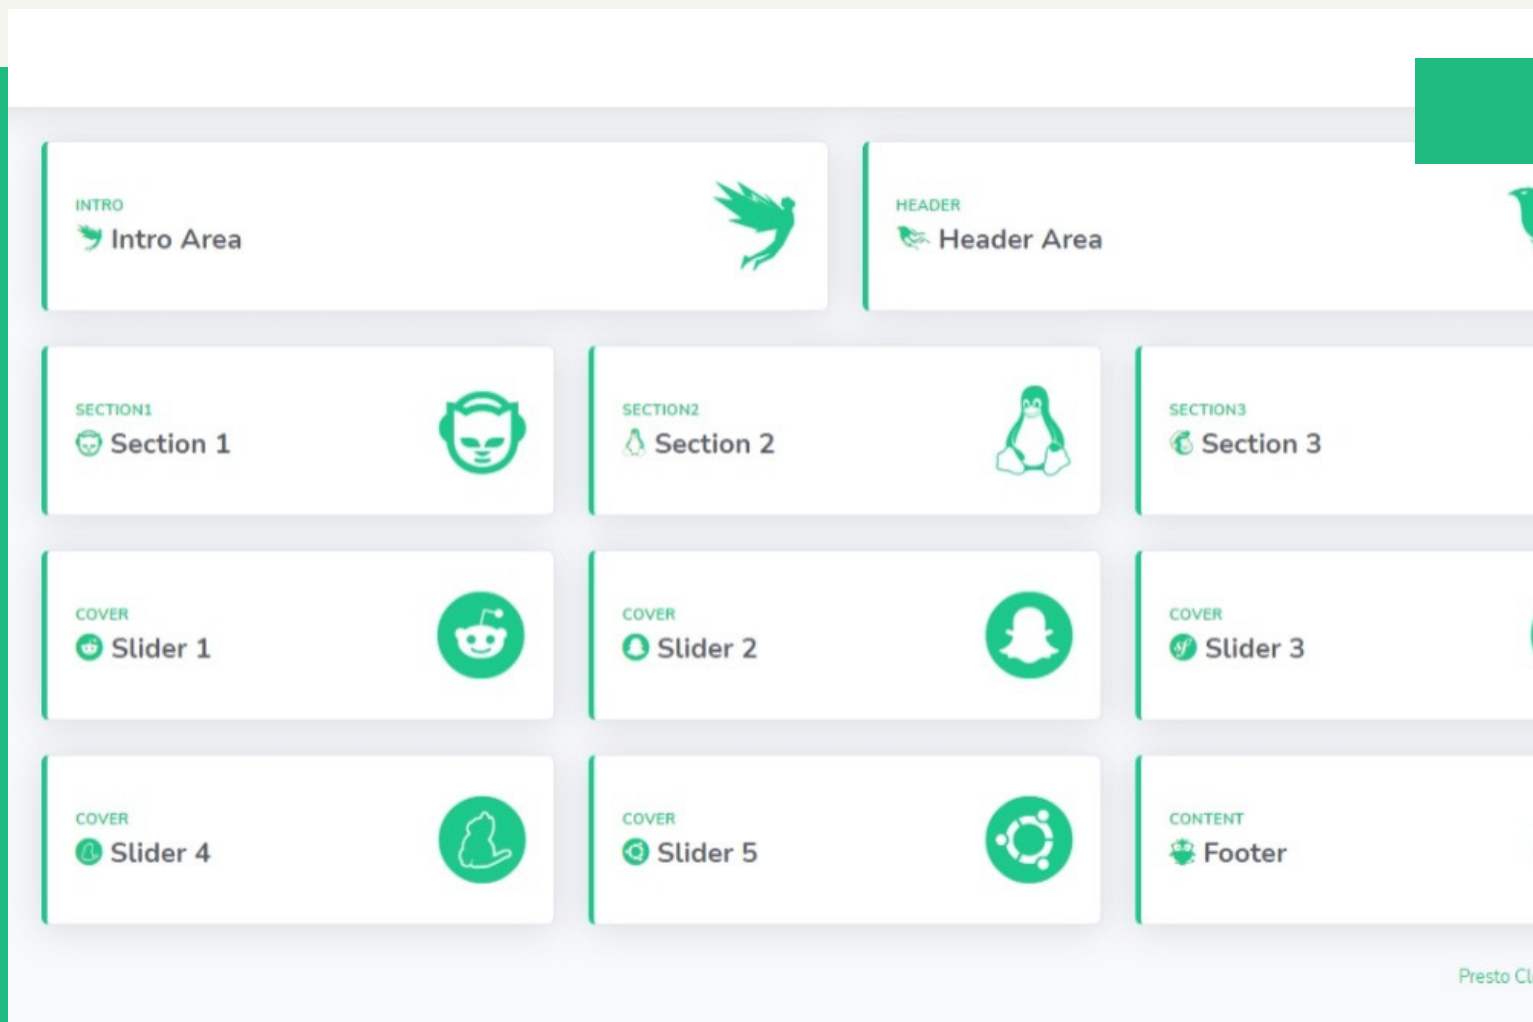 INTRO
Intro Area
HEADER
Header Area
SECTION1
Section 1
SECTION2
Section 2
SECTION3
Section 3
COVER
Slider 1
COVER
Slider 2
COVER
Slider 3
COVER
Slider 4
COVER
Slider 5
CONTENT
Footer
Presto